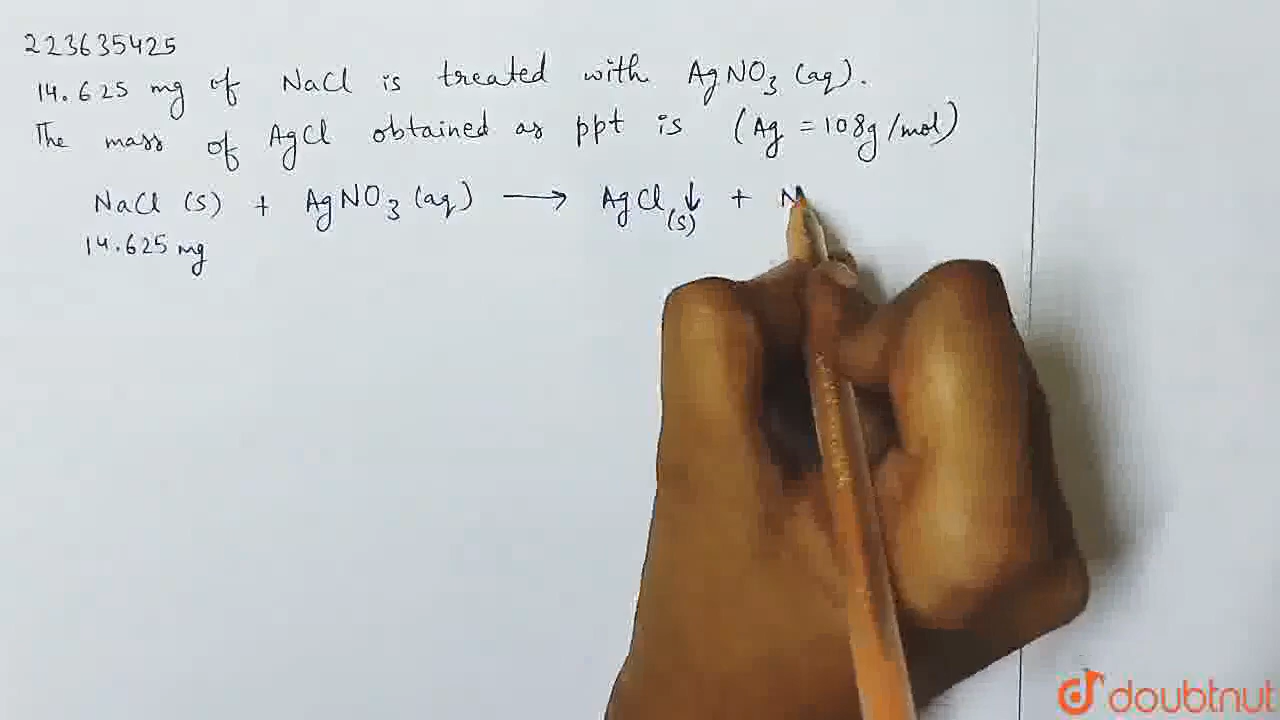 223635425
14.625 mg of NaCl is treated with AgNO3 (aq).
The mass of AgCl obtained as ppt is (Ag = 108g/mol)
NaCl (s) + AgNO3 (aq) ⟶ AgCl↓(s) + N
14.625 mg
doubtnut